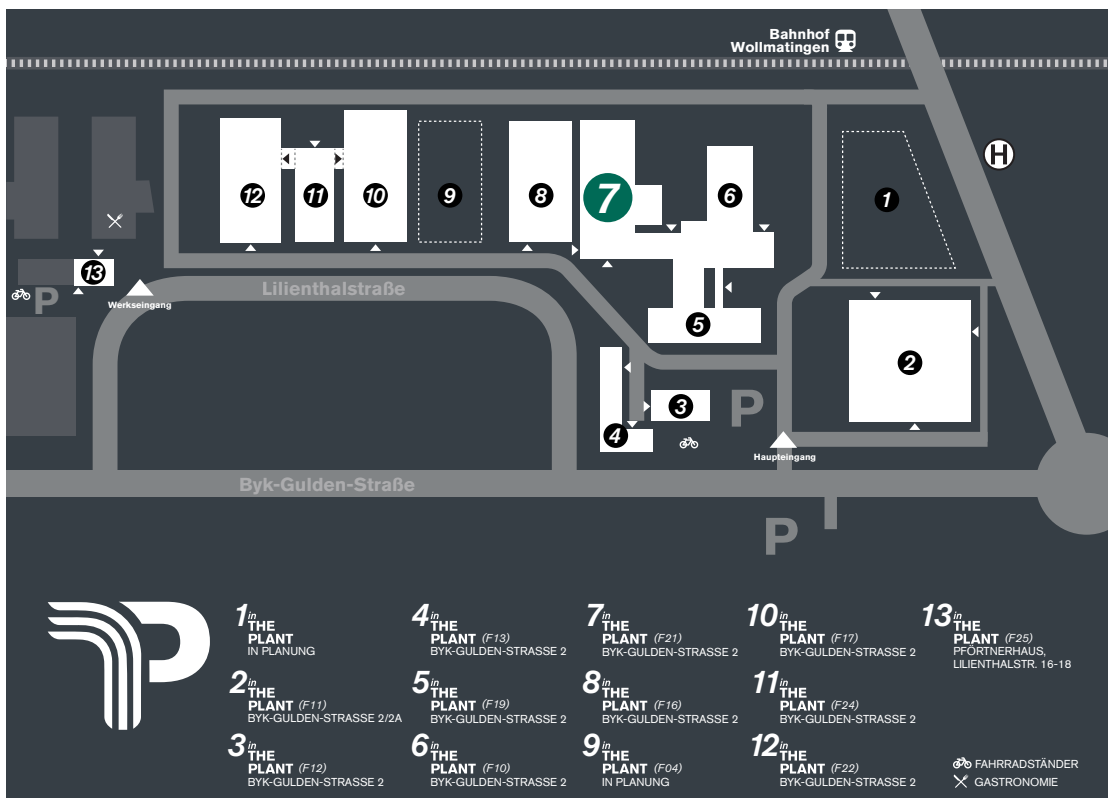 Bahnhof
Wollmatingen
H
12
11
10
9
8
7
6
1
13
P
Werkseingang
Lilienthalstraße
5
2
3
P
4
Haupteingang
Byk-Gulden-Straße
P
1 in
THE
PLANT
IN PLANUNG
2 in
THE
PLANT (F11)
BYK-GULDEN-STRASSE 2/2A
3 in
THE
PLANT (F12)
BYK-GULDEN-STRASSE 2
4 in
THE
PLANT (F13)
BYK-GULDEN-STRASSE 2
5 in
THE
PLANT (F19)
BYK-GULDEN-STRASSE 2
6 in
THE
PLANT (F10)
BYK-GULDEN-STRASSE 2
7 in
THE
PLANT (F21)
BYK-GULDEN-STRASSE 2
8 in
THE
PLANT (F16)
BYK-GULDEN-STRASSE 2
9 in
THE
PLANT (F04)
IN PLANUNG
10 in
THE
PLANT (F17)
BYK-GULDEN-STRASSE 2
11 in
THE
PLANT (F24)
BYK-GULDEN-STRASSE 2
12 in
THE
PLANT (F22)
BYK-GULDEN-STRASSE 2
13 in
THE
PLANT (F25)
PFÖRTNERHAUS,
LILIENTHALSTR. 16-18
FAHRRADSTÄNDER
GASTRONOMIE